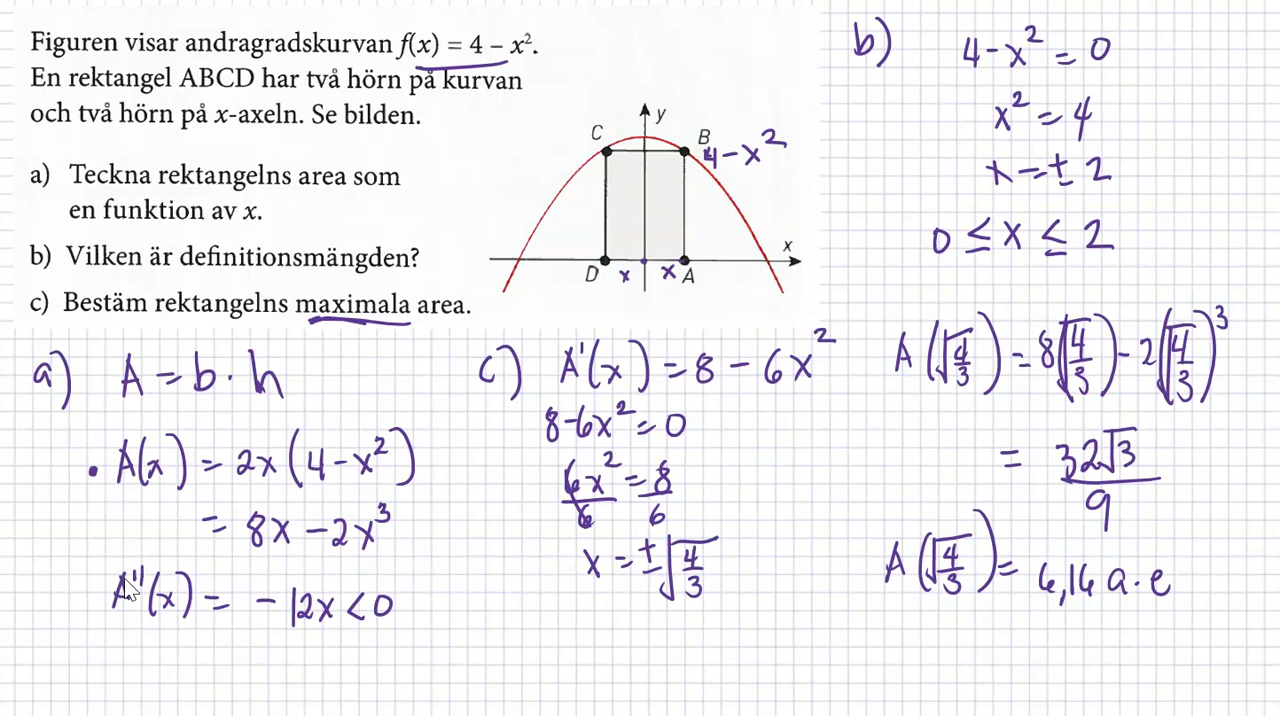 Figuren visar andragradskurvan f(x) = 4 – x².
En rektangel ABCD har två hörn på kurvan
och två hörn på x-axeln. Se bilden.
a) Teckna rektangelns area som
en funktion av x.
b) Vilken är definitionsmängden?
c) Bestäm rektangelns maximala area.
y
C
B
4-x²
x
D
x
x
A
a) A = b · h
• A(x) = 2x(4-x²)
= 8x - 2x³
A''(x) = -12x < 0
b) 4-x² = 0
x² = 4
x = ± 2
0 ≤ x ≤ 2
c) A'(x) = 8 - 6x²
8-6x² = 0
6x²/6 = 8/6
x = ±√(4/3)
A(√(4/3)) = 8(√(4/3)) - 2(√(4/3))³
= 32√3/9
A(√(4/3)) = 6,16 a·e